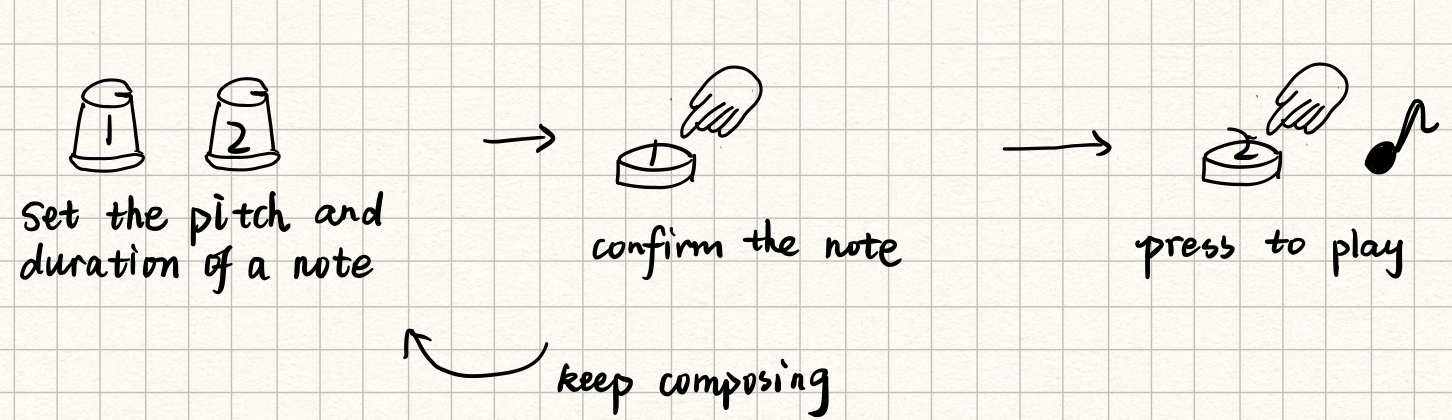 1
2
1
2
Set the pitch and
duration of a note
confirm the note
press to play
keep composing